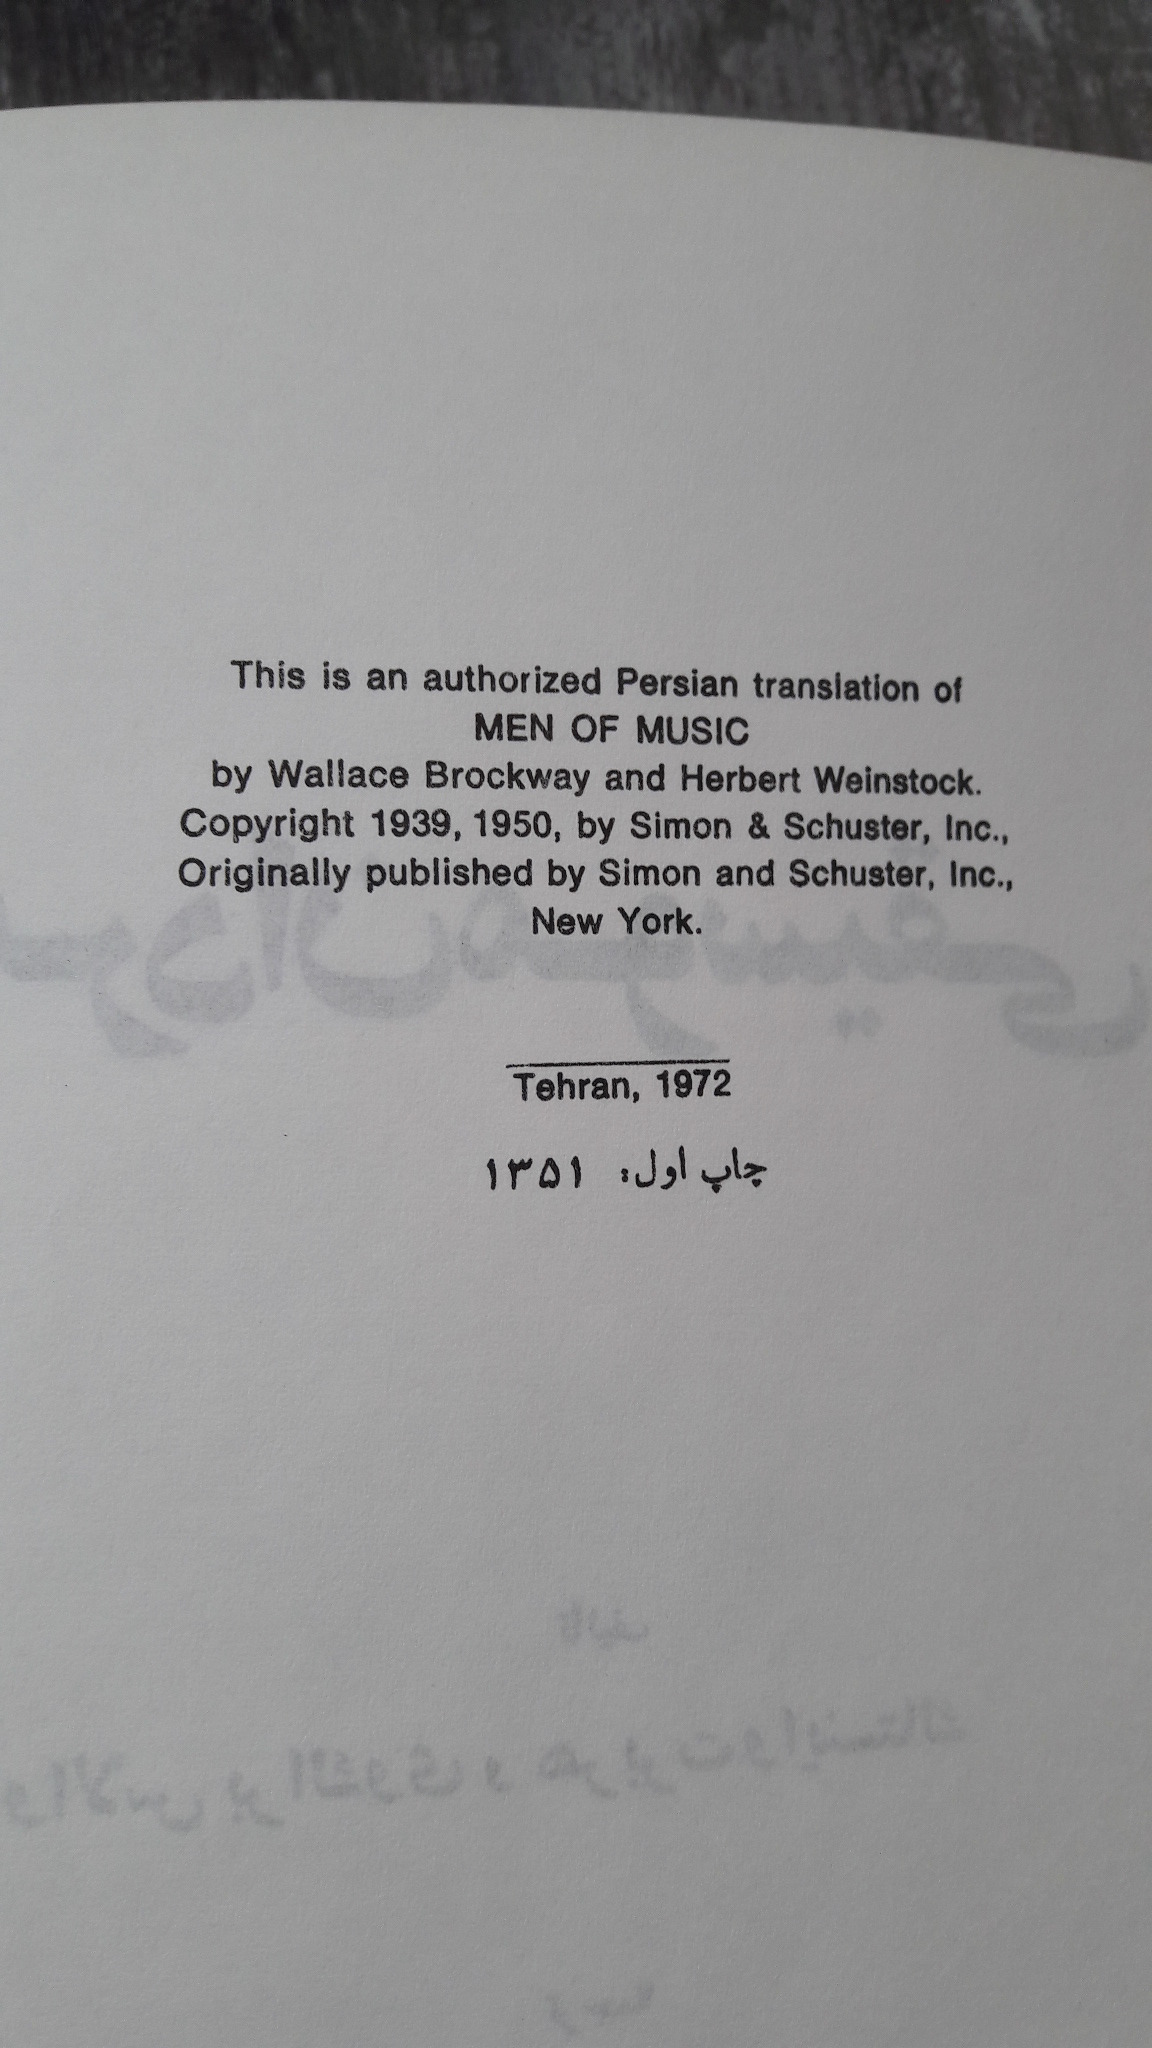 This is an authorized Persian translation of
MEN OF MUSIC
by Wallace Brockway and Herbert Weinstock.
Copyright 1939, 1950, by Simon & Schuster, Inc.,
Originally published by Simon and Schuster, Inc.,
New York.
Tehran, 1972
چاپ اول: ۱۳۵۱